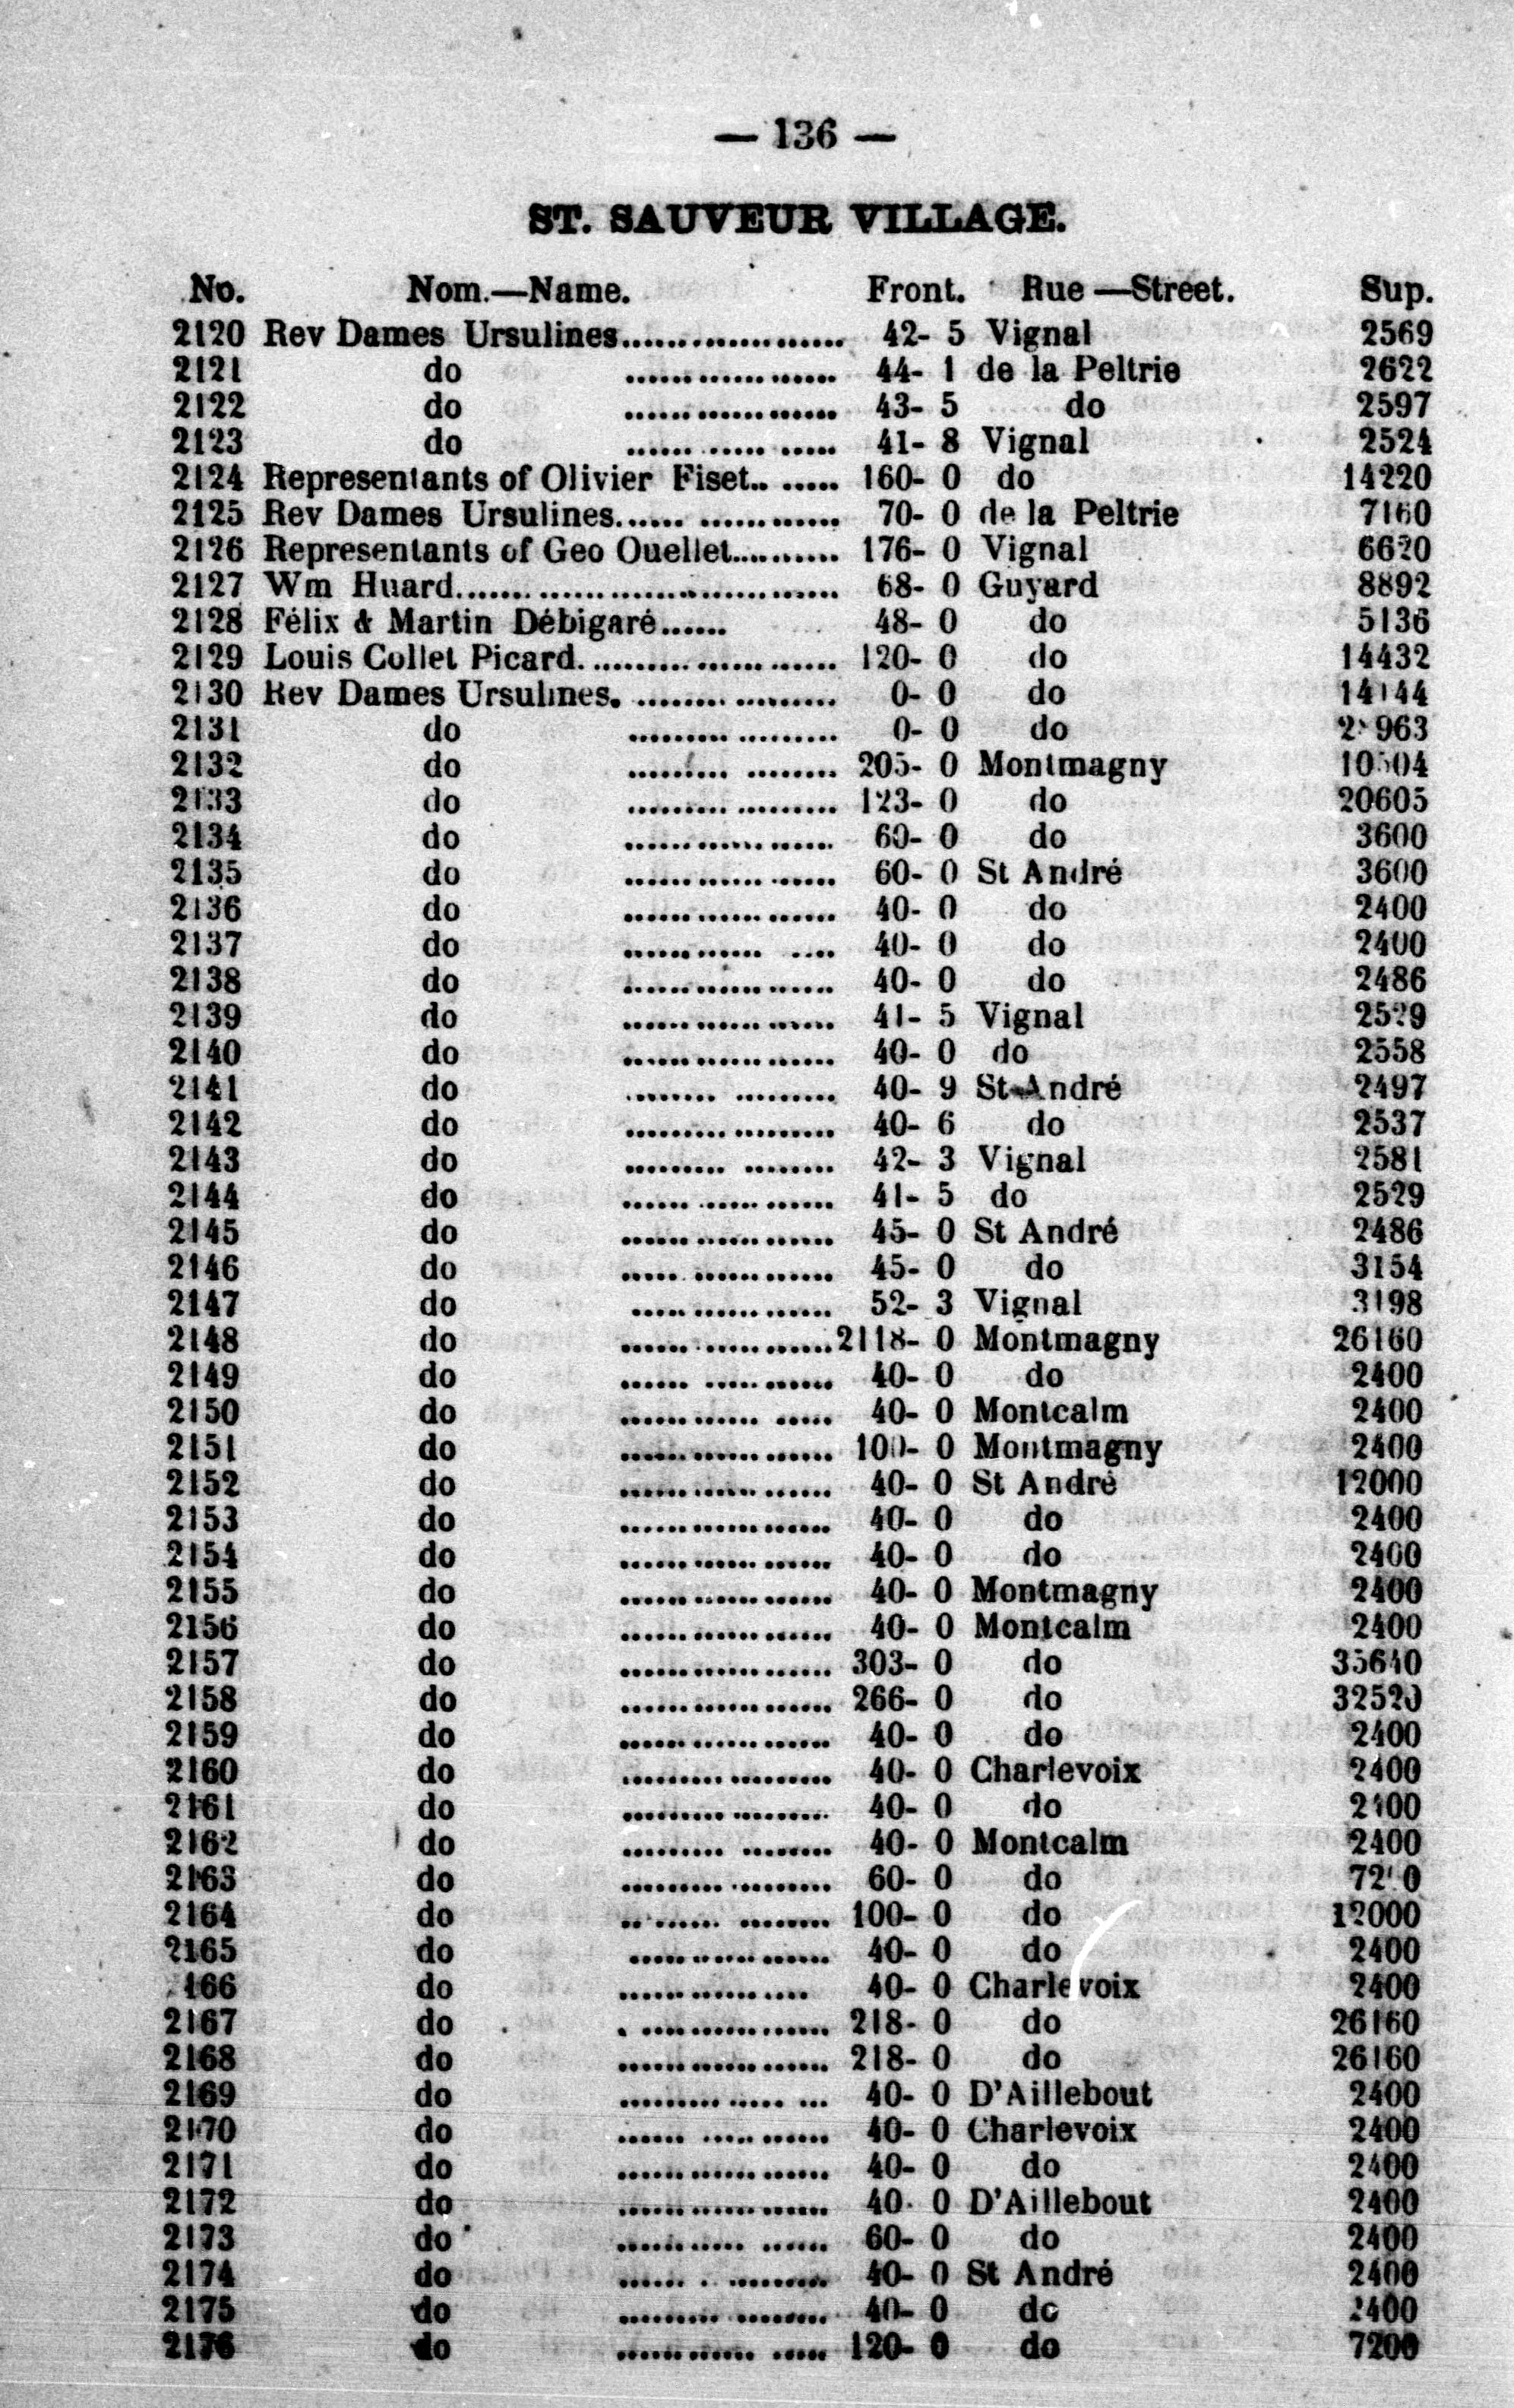 — 136 —
ST. SAUVEUR VILLAGE.
No. Nom.—Name. Front. Rue—Street. Sup.
2120 Rev Dames Ursulines.................... 42- 5 Vignal 2569
2121 do .................. 44- 1 de la Peltrie 2622
2122 do .................. 43- 5 do 2597
2123 do ...... ...... ..... 41- 8 Vignal 2524
2124 Representants of Olivier Fiset.. ...... 160- 0 do 14220
2125 Rev Dames Ursulines...... ............ 70- 0 de la Peltrie 7160
2126 Representants of Geo Ouellet.......... 176- 0 Vignal 6620
2127 Wm Huard................................. 68- 0 Guyard 8892
2128 Félix & Martin Débigaré...... 48- 0 do 5136
2129 Louis Collet Picard. ..................... 120- 0 do 14432
2130 Rev Dames Ursulines. ........ ......... 0- 0 do 14144
2131 do ......... ......... 0- 0 do
2132 do ......... ........ 205- 0 Montmagny
2133 do ......... ......... 123- 0 do 20605
2134 do ............ ..... 60- 0 do 3600
2135 do ............ ...... 60- 0 St André 3600
2136 do .................. 40- 0 do 2400
2137 do ............ .... 40- 0 do 2400
2138 do .................. 40- 0 do 2486
2139 do .................. 41- 5 Vignal 2529
2140 do .................. 40- 0 do 2558
2141 do ........ ......... 40- 9 St André 2497
2142 do ......... ......... 40- 6 do 2537
2143 do ......... ........ 42- 3 Vignal 2581
2144 do ...... ...... ...... 41- 5 do 2529
2145 do .................. 45- 0 St André 2486
2146 do ..... ............ 45- 0 do 3154
2147 do ..... ............ 52- 3 Vignal 3198
2148 do ...... ...... ......2118- 0 Montmagny 26160
2149 do ...... ..... ...... 40- 0 do 2400
2150 do ............ ..... 40- 0 Montcalm 2400
2151 do .................. 100- 0 Montmagny 2400
2152 do .................. 40- 0 St André 12000
2153 do .................. 40- 0 do 2400
2154 do .................. 40- 0 do 2400
2155 do .................. 40- 0 Montmagny 2400
2156 do .................. 40- 0 Montcalm 2400
2157 do .................. 303- 0 do 35640
2158 do .................. 266- 0 do 32520
2159 do .................. 40- 0 do 2400
2160 do ......... ......... 40- 0 Charlevoix 2400
2161 do ......... ......... 40- 0 do 2400
2162 do ......... ........ 40- 0 Montcalm 2400
2163 do ......... ......... 60- 0 do
2164 do .. ...... ........ 100- 0 do 12000
2165 do .................. 40- 0 do 2400
166 do ................ 40- 0 Charlevoix 2400
2167 do . ................ 218- 0 do 26160
2168 do .................. 218- 0 do 26160
2169 do ......... ..... ... 40- 0 D'Aillebout 2400
2170 do ...... ..... ...... 40- 0 Charlevoix 2400
2171 do .................. 40- 0 do 2400
2172 do .................. 40- 0 D'Aillebout 2400
2173 do ........... ...... 60- 0 do 2400
2174 do ...... . ......... 40- 0 St André 2400
2175 do ......... ......... 40- 0 do 2400
2176 do ............ ..... 120- 0 do 7200